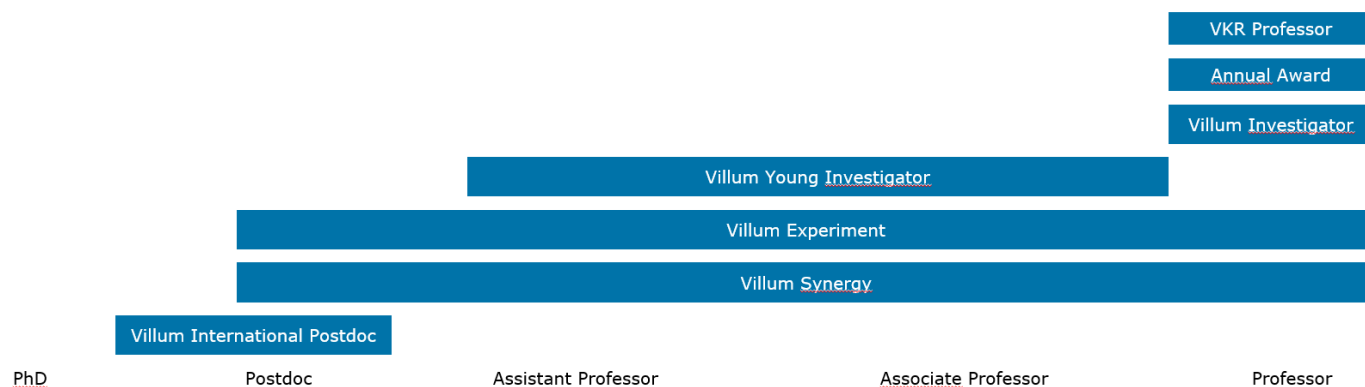 VKR Professor
Annual Award
Villum Investigator
Villum Young Investigator
Villum Experiment
Villum Synergy
Villum International Postdoc
PhD Postdoc Assistant Professor Associate Professor Professor